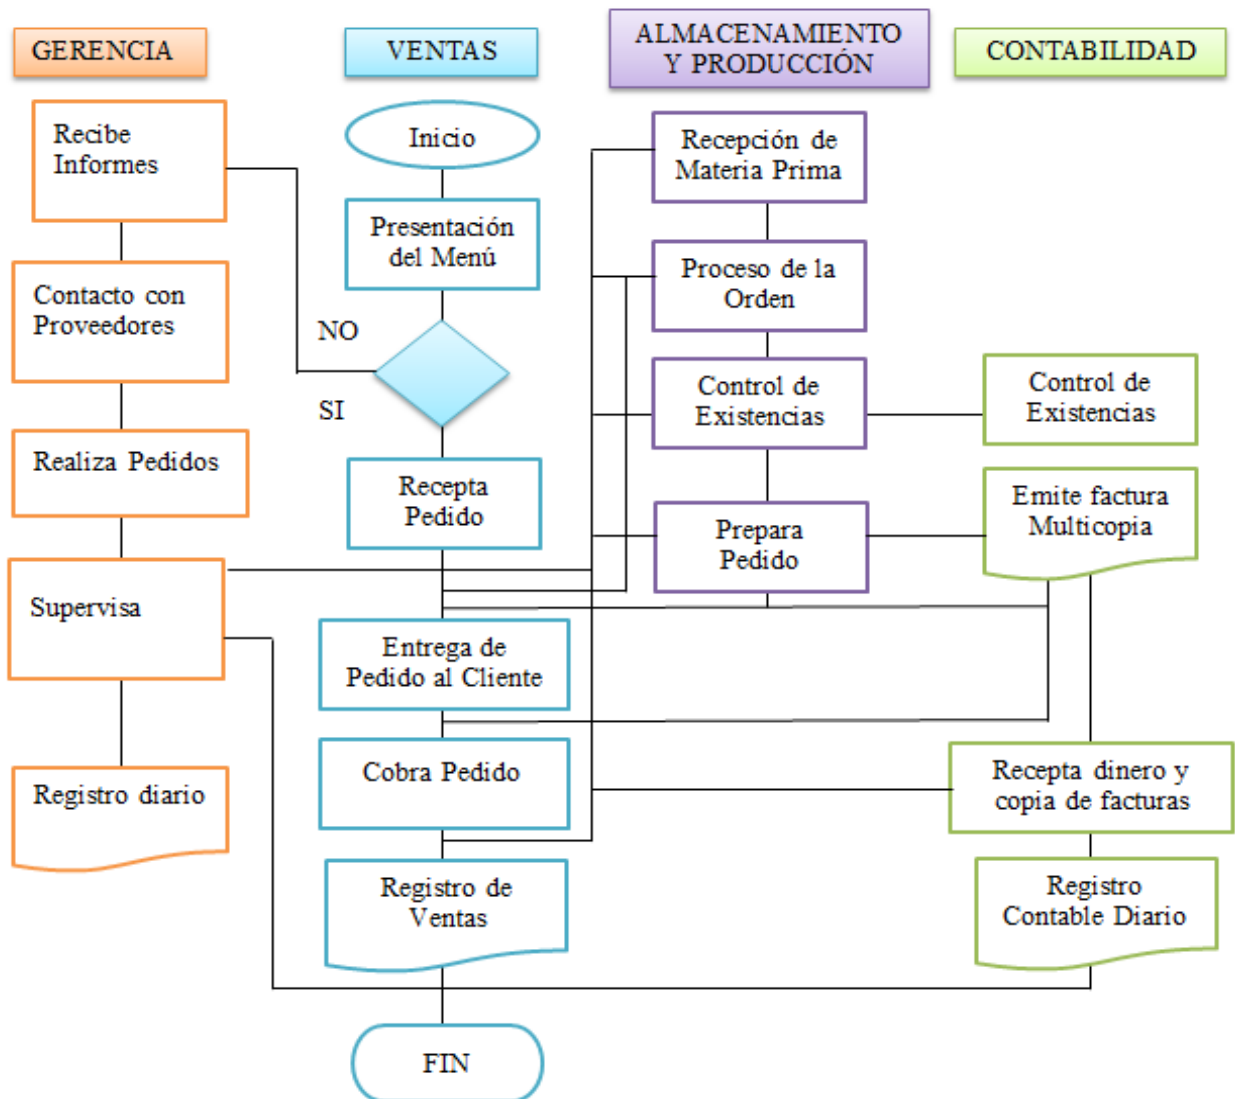 GERENCIA
VENTAS
ALMACENAMIENTO
Y PRODUCCIÓN
CONTABILIDAD
Recibe
Informes
Contacto con
Proveedores
Realiza Pedidos
Supervisa
Registro diario
Inicio
Presentación
del Menú
NO
SI
Recepta
Pedido
Entrega de
Pedido al Cliente
Cobra Pedido
Registro de
Ventas
FIN
Recepción de
Materia Prima
Proceso de la
Orden
Control de
Existencias
Prepara
Pedido
Control de
Existencias
Emite factura
Multicopia
Recepta dinero y
copia de facturas
Registro
Contable Diario